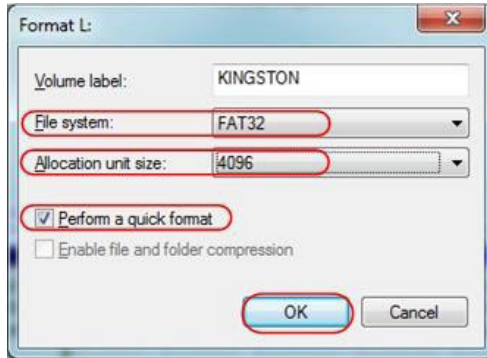 Format L:
Volume label: KINGSTON
File system: FAT32
Allocation unit size: 4096
Perform a quick format
Enable file and folder compression
OK Cancel